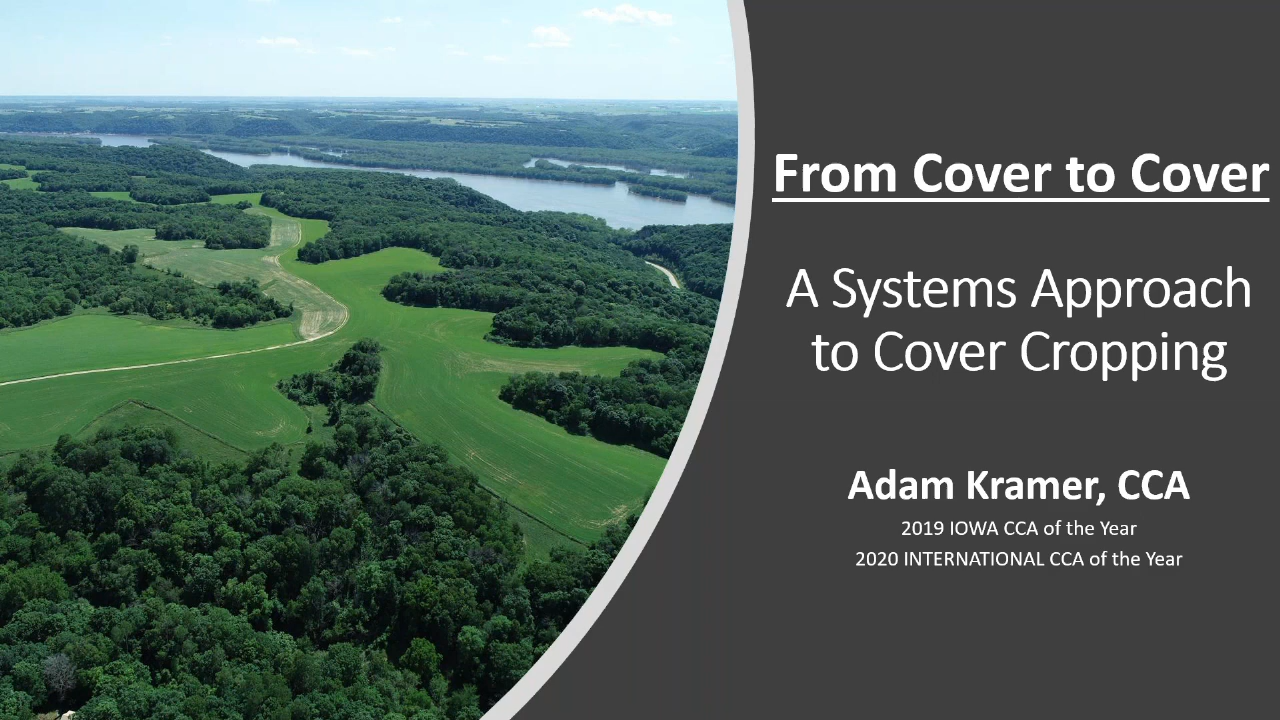 From Cover to Cover
A Systems Approach
to Cover Cropping
Adam Kramer, CCA
2019 IOWA CCA of the Year
2020 INTERNATIONAL CCA of the Year